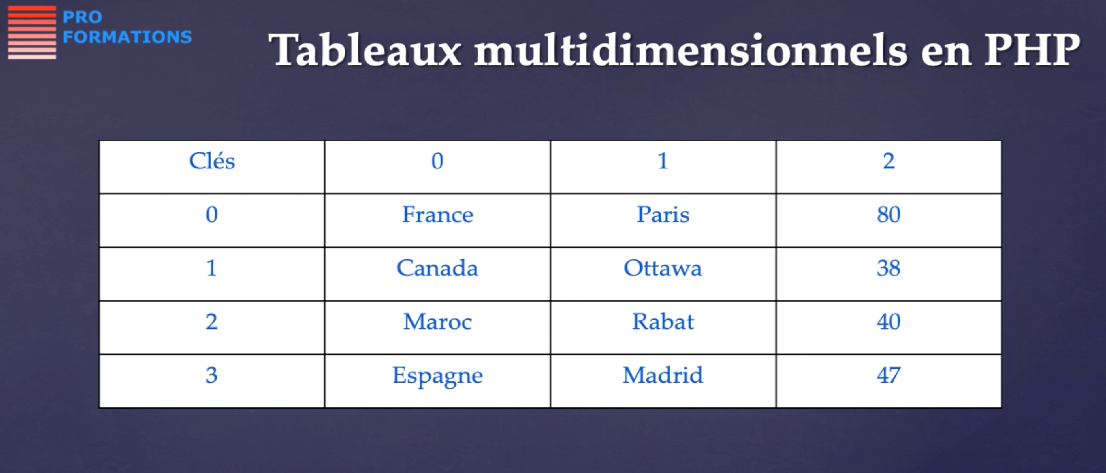 PRO
FORMATIONS
Tableaux multidimensionnels en PHP
Clés 0 1 2
0 France Paris 80
1 Canada Ottawa 38
2 Maroc Rabat 40
3 Espagne Madrid 47